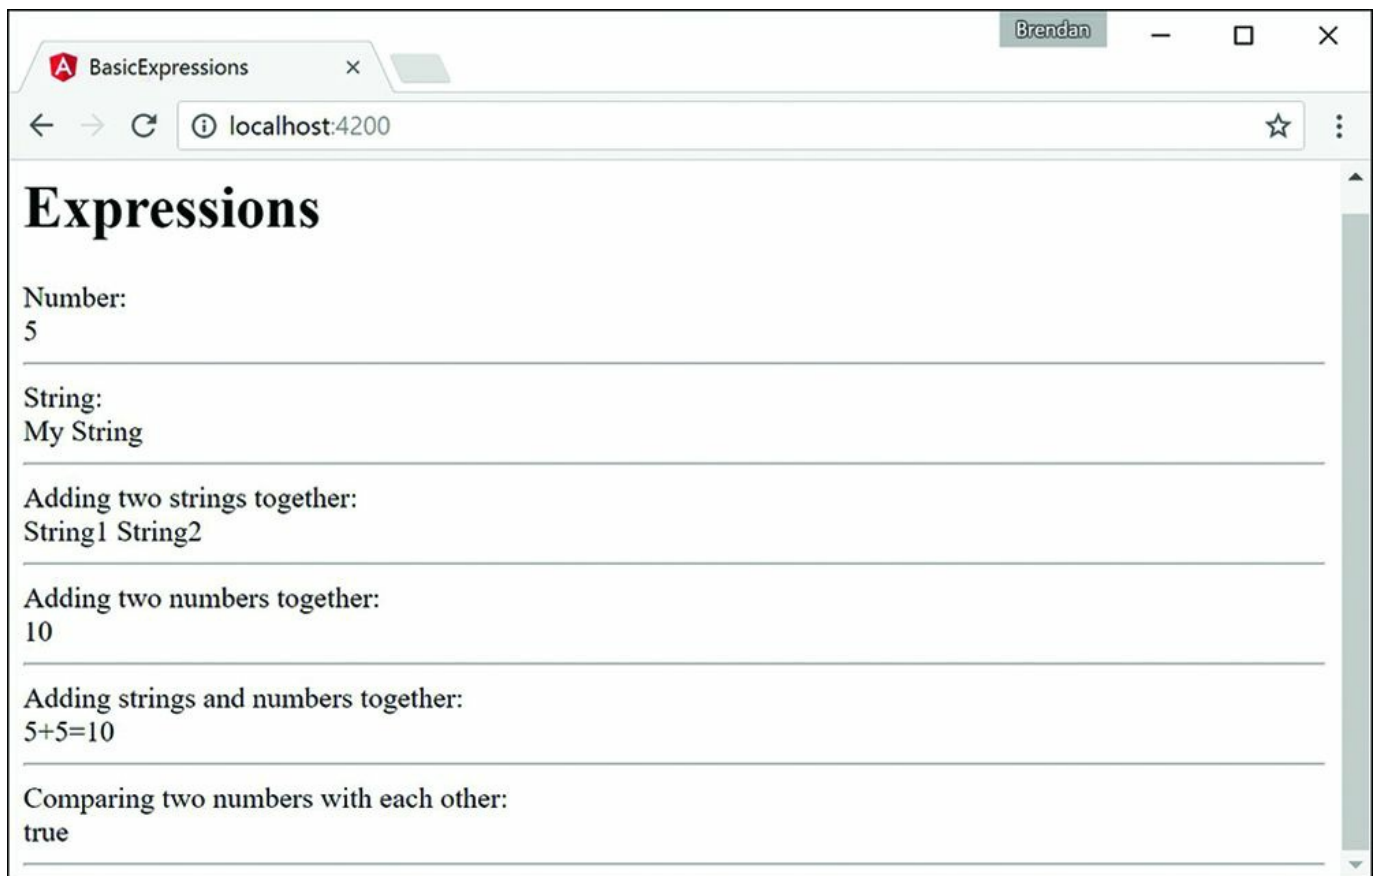 Brendan
BasicExpressions
localhost:4200
Expressions
Number:
5
String:
My String
Adding two strings together:
String1 String2
Adding two numbers together:
10
Adding strings and numbers together:
5+5=10
Comparing two numbers with each other:
true